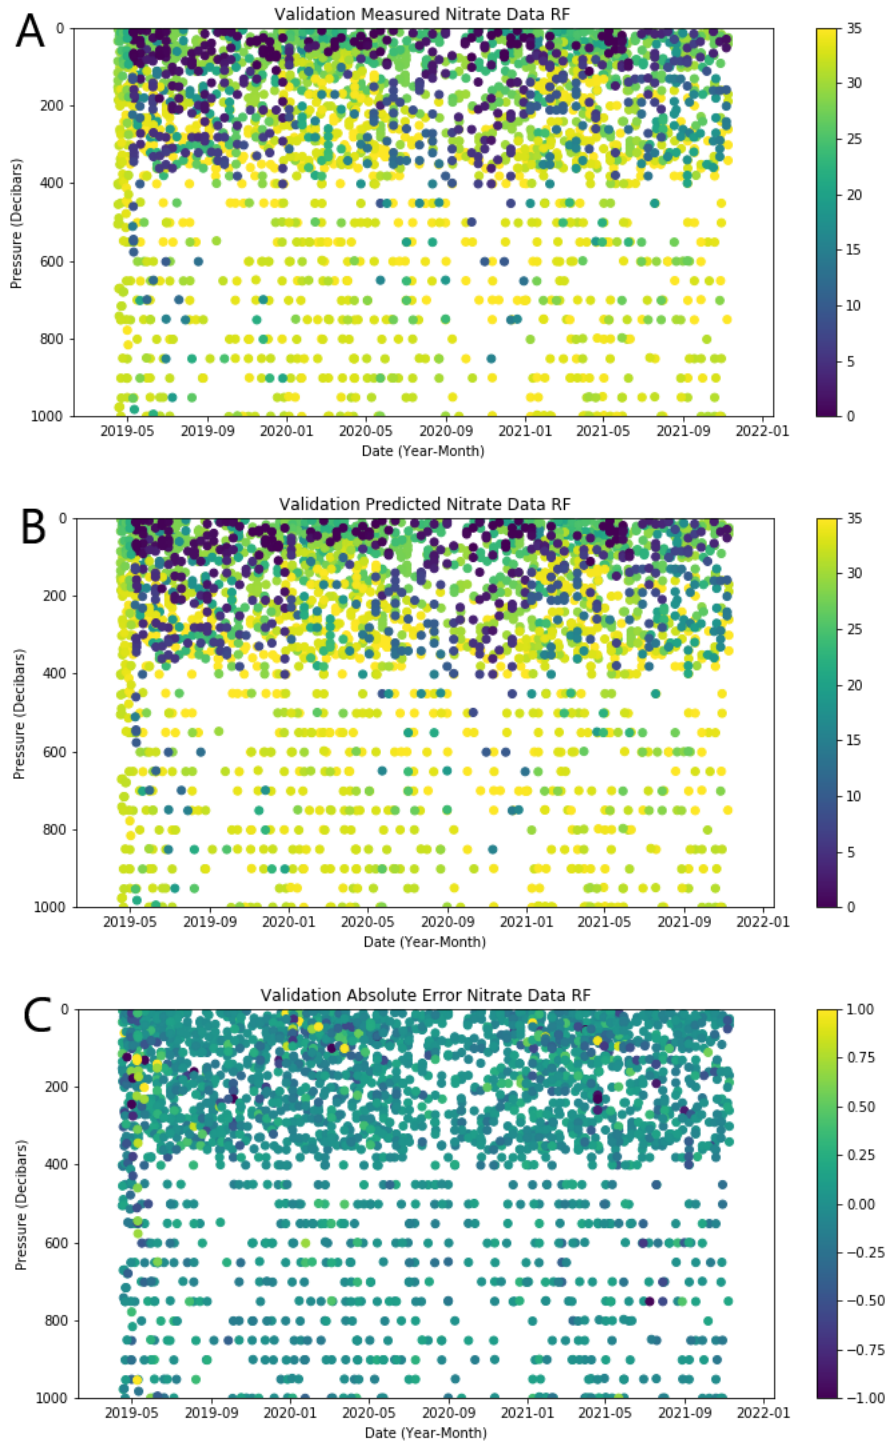 A
Validation Measured Nitrate Data RF
0
200
400
600
800
1000
Pressure (Decibars)
2019-05 2019-09 2020-01 2020-05 2020-09 2021-01 2021-05 2021-09 2022-01
Date (Year-Month)
35
30
25
20
15
10
5
0
B
Validation Predicted Nitrate Data RF
0
200
400
600
800
1000
Pressure (Decibars)
2019-05 2019-09 2020-01 2020-05 2020-09 2021-01 2021-05 2021-09 2022-01
Date (Year-Month)
35
30
25
20
15
10
5
0
C
Validation Absolute Error Nitrate Data RF
0
200
400
600
800
1000
Pressure (Decibars)
2019-05 2019-09 2020-01 2020-05 2020-09 2021-01 2021-05 2021-09 2022-01
Date (Year-Month)
1.00
0.75
0.50
0.25
0.00
−0.25
−0.50
−0.75
−1.00